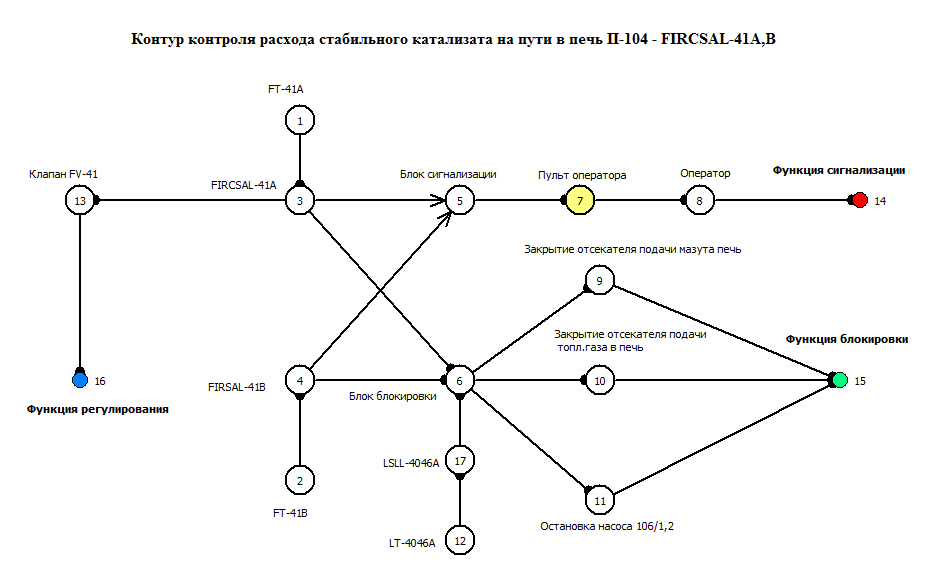 Контур контроля расхода стабильного катализата на пути в печь П-104 - FIRCSAL-41A,B
FT-41A
1
Клапан FV-41
FIRCSAL-41A
Блок сигнализации
Пульт оператора
Оператор
Функция сигнализации
13
3
5
7
8
14
Закрытие отсекателя подачи мазута печь
9
Закрытие отсекателя подачи
топл.газа в печь
Функция блокировки
16
FIRSAL-41B
4
6
10
15
Блок блокировки
Функция регулирования
LSLL-4046A
17
2
11
FT-41B
Остановка насоса 106/1,2
LT-4046A
12